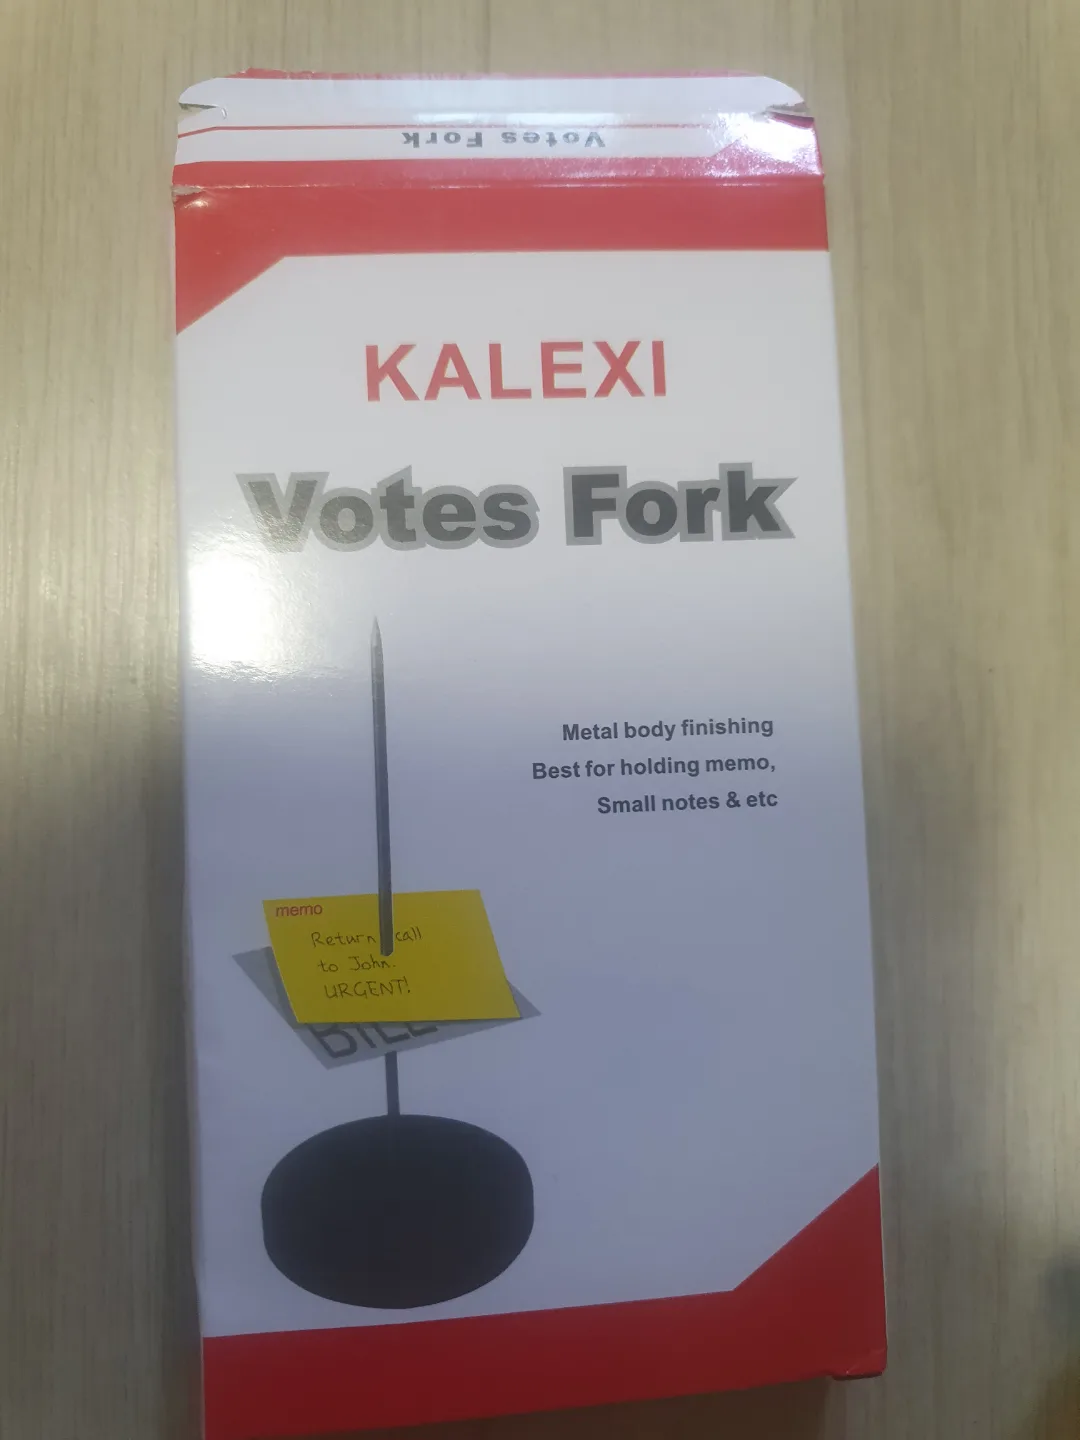 Votes Fork
KALEXI
Votes Fork
Metal body finishing
Best for holding memo,
Small notes & etc
memo
Return call
to John.
URGENT!
BILL